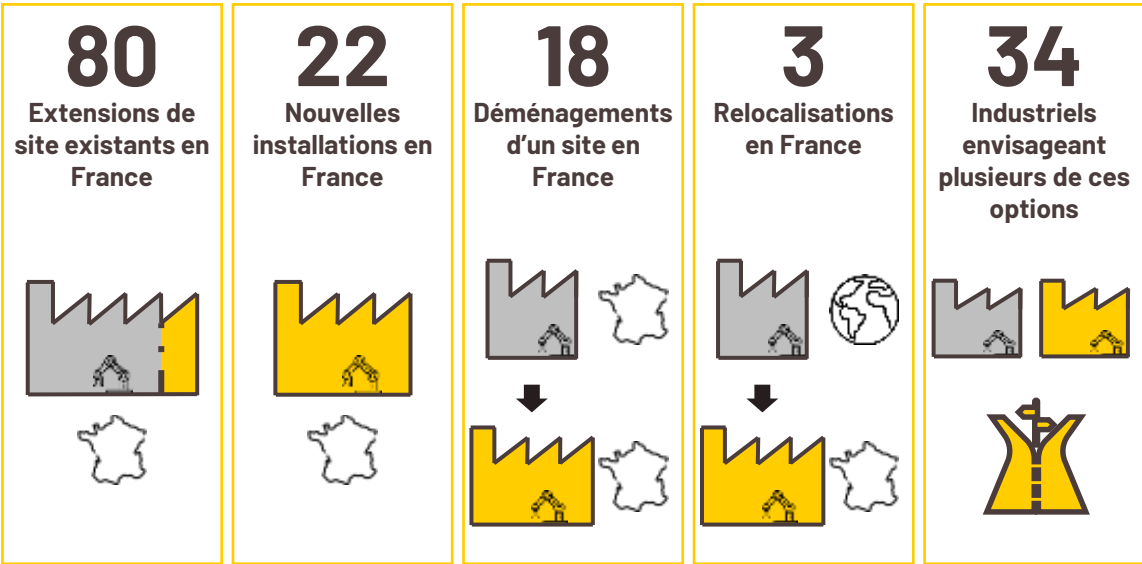 80
Extensions de
site existants en
France
22
Nouvelles
installations en
France
18
Déménagements
d’un site en
France
3
Relocalisations
en France
34
Industriels
envisageant
plusieurs de ces
options